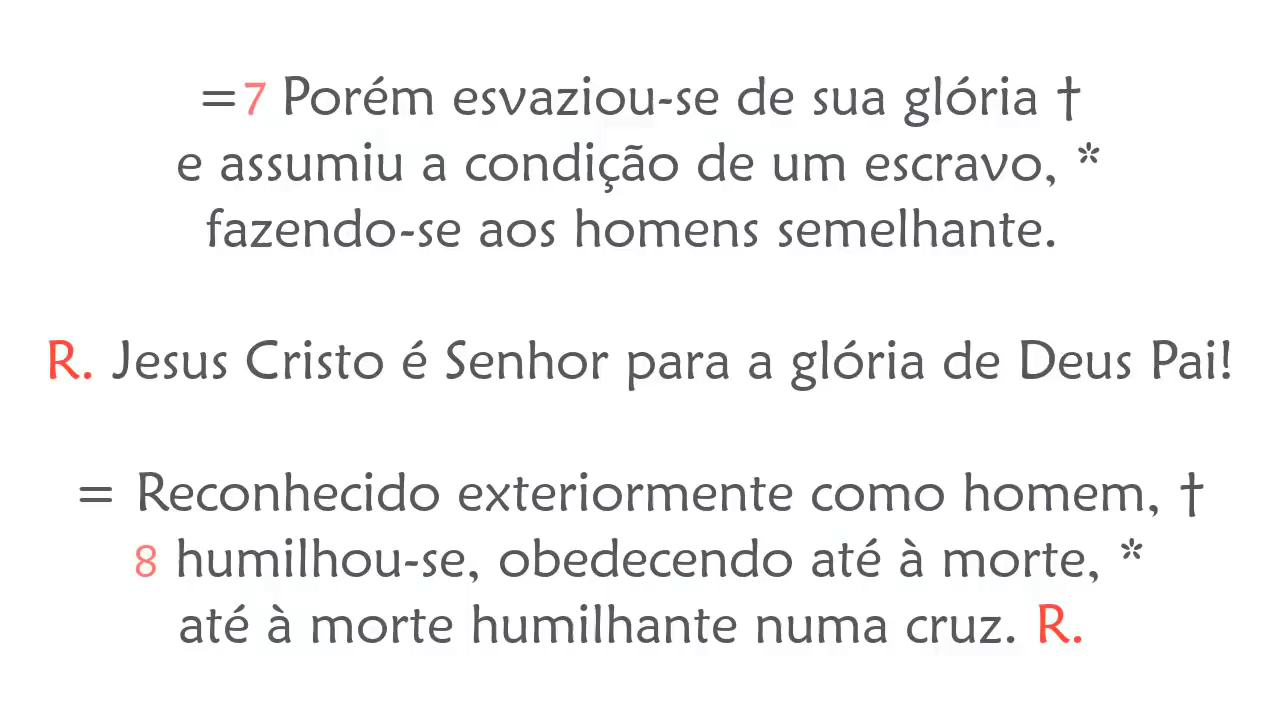 =7 Porém esvaziou-se de sua glória †
e assumiu a condição de um escravo, *
fazendo-se aos homens semelhante.
R. Jesus Cristo é Senhor para a glória de Deus Pai!
= Reconhecido exteriormente como homem, †
8 humilhou-se, obedecendo até à morte, *
até à morte humilhante numa cruz. R.